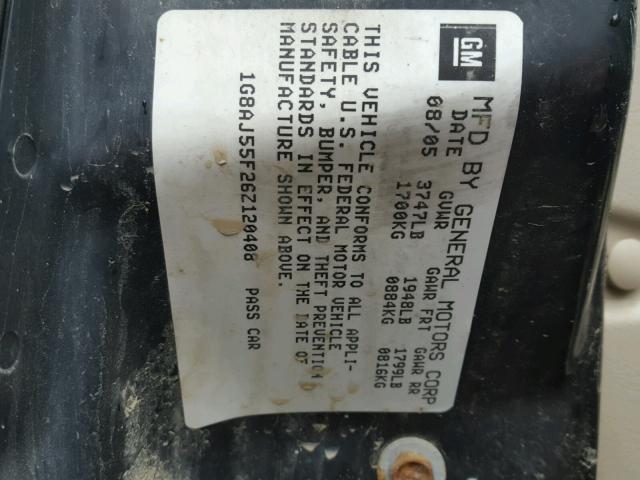 GM
MFD BY GENERAL MOTORS CORP
DATE GVWR GAWR FRT GAWR RR
08/05 3747LB 1948LB 1799LB
1700KG 0884KG 0816KG
THIS VEHICLE CONFORMS TO ALL APPLI-
CABLE U.S. FEDERAL MOTOR VEHICLE
SAFETY, BUMPER, AND THEFT PREVENTION
STANDARDS IN EFFECT ON THE DATE OF
MANUFACTURE SHOWN ABOVE.
1G8AJ55F26Z120408 PASS CAR